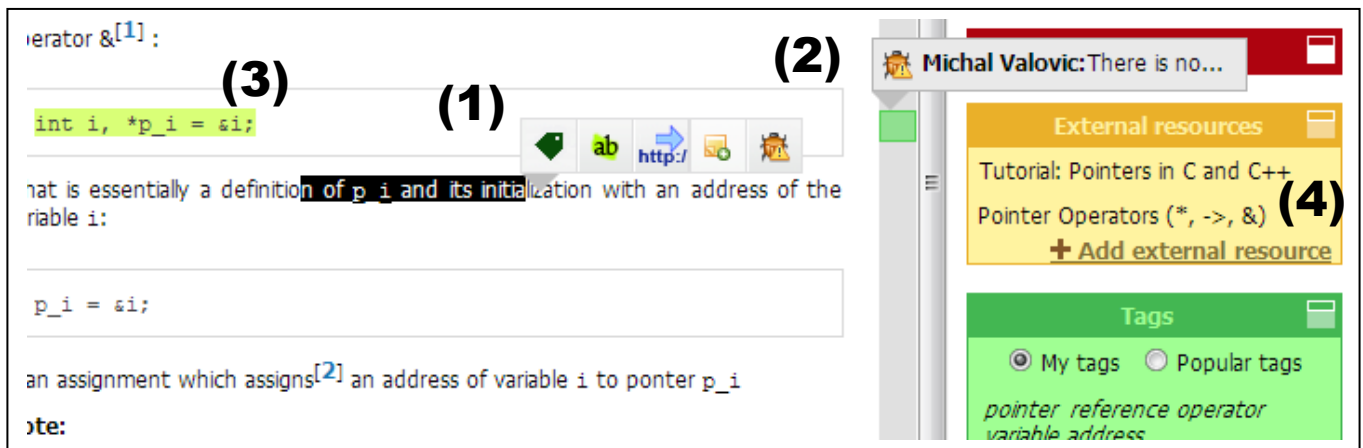 erator &[1] :
(3)
(1)
(2)
Michal Valovic:There is no...
int i, *p_i = &i;
ab
http:/
hat is essentially a definition of p_i and its initialization with an address of the
riable i:
p_i = &i;
an assignment which assigns[2] an address of variable i to ponter p_i
ote:
External resources
Tutorial: Pointers in C and C++
Pointer Operators (*, ->, &)
(4)
+ Add external resource
Tags
My tags Popular tags
pointer reference operator
variable address